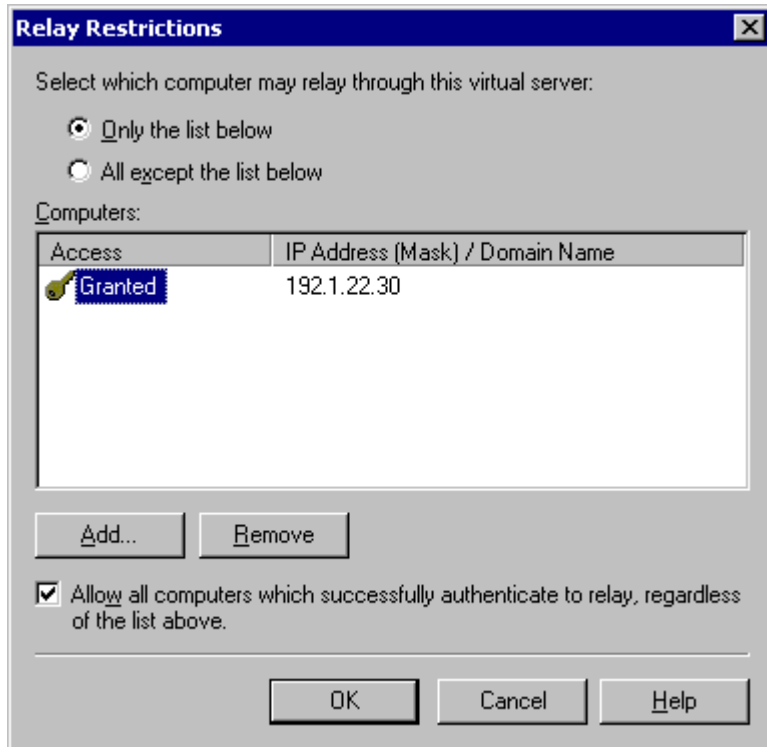 Relay Restrictions
Select which computer may relay through this virtual server:
Only the list below
All except the list below
Computers:
Access IP Address (Mask) / Domain Name
Granted 192.1.22.30
Add... Remove
Allow all computers which successfully authenticate to relay, regardless
of the list above.
OK Cancel Help